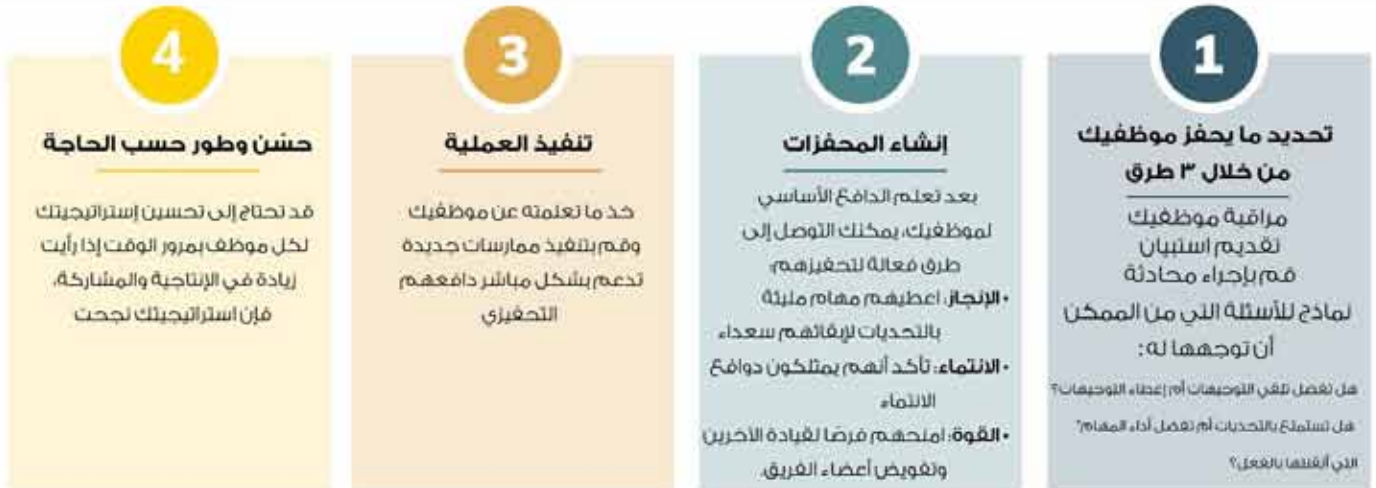 1
تحديد ما يحفز موظفيك
من خلال ٣ طرق
مراقبة موظفيك
تقديم استبيان
قم بإجراء محادثة
نماذج للأسئلة التي من الممكن
أن توجهها له:
هل تفضل تلقي التوجيهات أم إعطاء التوجيهات؟
هل تستمتع بالتحديات أم تفضل أداء المهام"
التي أتقنتها بالفعل؟
2
إنشاء المحفزات
بعد تعلم الدافع الأساسي
لموظفيك، يمكنك التوصل إلى
طرق فعالة لتحفيزهم:
•الإنجاز: اعطيهم مهام مليئة
بالتحديات لإبقائهم سعداء
•الانتماء: تأكد أنهم يمتلكون دوافع
الانتماء
•القوة: امنحهم فرصًا لقيادة الآخرين
وتفويض أعضاء الفريق.
3
تنفيذ العملية
خذ ما تعلمته عن موظفيك
وقم بتنفيذ ممارسات جديدة
تدعم بشكل مباشر دافعهم
التحفيزي
4
حسّن وطور حسب الحاجة
قد تحتاج إلى تحسين إستراتيجيتك
لكل موظف بمرور الوقت إذا رأيت
زيادة في الإنتاجية والمشاركة،
فإن استراتيجيتك نجحت